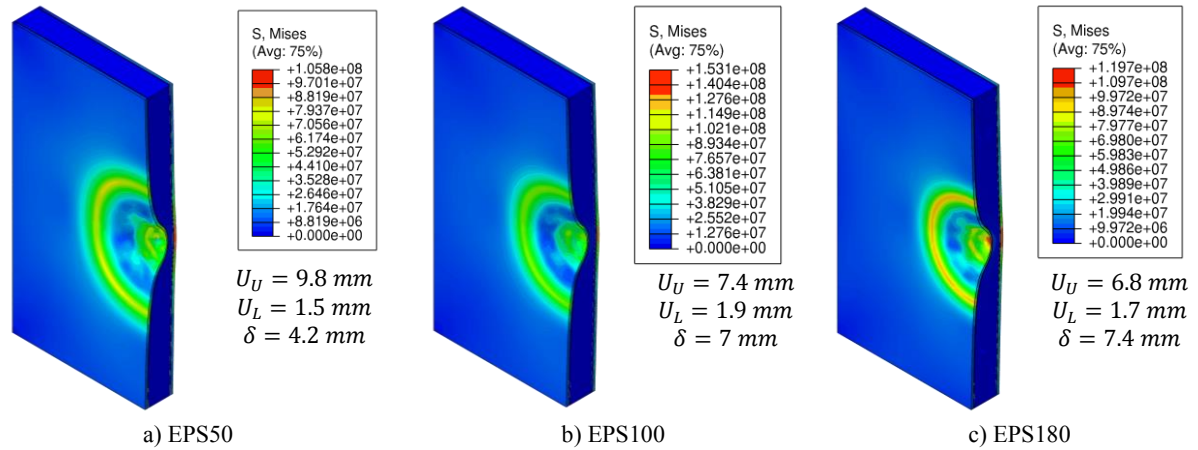 S, Mises
(Avg: 75%)
+1.058e+08
+9.701e+07
+8.819e+07
+7.937e+07
+7.056e+07
+6.174e+07
+5.292e+07
+4.410e+07
+3.528e+07
+2.646e+07
+1.764e+07
+8.819e+06
+0.000e+00
U_U = 9.8 mm
U_L = 1.5 mm
δ = 4.2 mm
a) EPS50
S, Mises
(Avg: 75%)
+1.531e+08
+1.404e+08
+1.276e+08
+1.149e+08
+1.021e+08
+8.934e+07
+7.657e+07
+6.381e+07
+5.105e+07
+3.829e+07
+2.552e+07
+1.276e+07
+0.000e+00
U_U = 7.4 mm
U_L = 1.9 mm
δ = 7 mm
b) EPS100
S, Mises
(Avg: 75%)
+1.197e+08
+1.097e+08
+9.972e+07
+8.974e+07
+7.977e+07
+6.980e+07
+5.983e+07
+4.986e+07
+3.989e+07
+2.991e+07
+1.994e+07
+9.972e+06
+0.000e+00
U_U = 6.8 mm
U_L = 1.7 mm
δ = 7.4 mm
c) EPS180